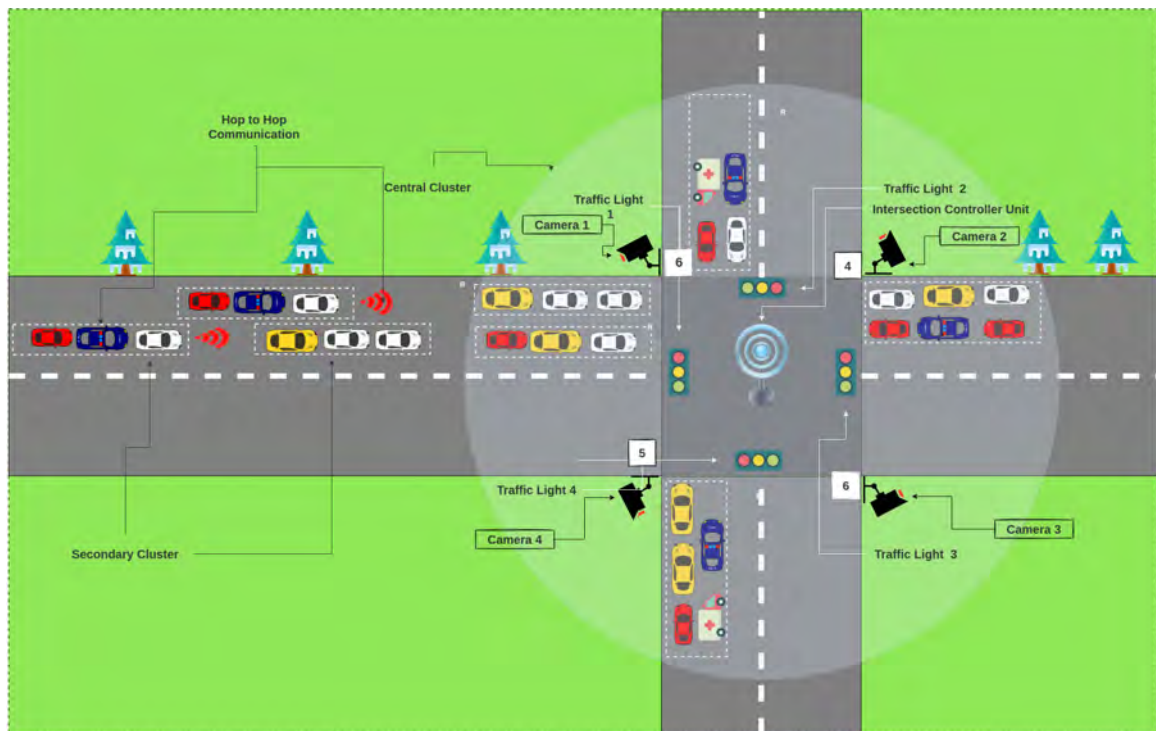 Hop to Hop
Communication
Central Cluster
Traffic Light
1
Traffic Light 2
Intersection Controller Unit
Camera 1
Camera 2
6
4
5
6
Traffic Light 4
Camera 4
Camera 3
Traffic Light 3
Secondary Cluster